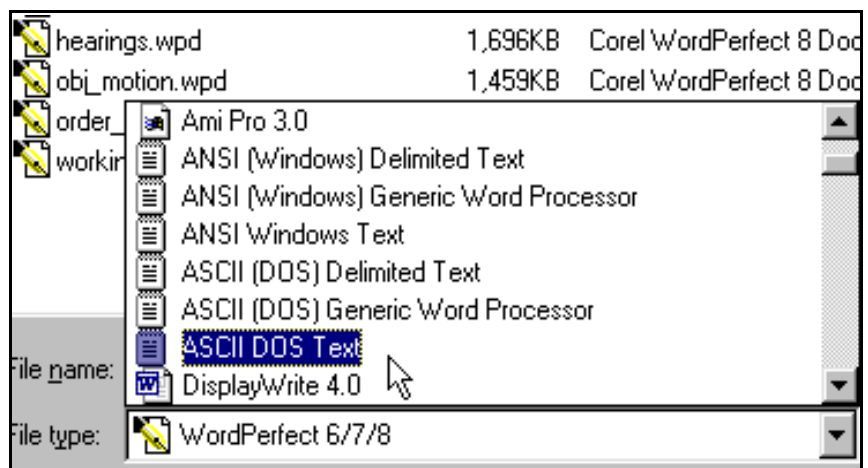 hearings.wpd 1,696KB Corel WordPerfect 8 Doc
obj_motion.wpd 1,459KB Corel WordPerfect 8 Doc
order_
workin
Ami Pro 3.0
ANSI (Windows) Delimited Text
ANSI (Windows) Generic Word Processor
ANSI Windows Text
ASCII (DOS) Delimited Text
ASCII (DOS) Generic Word Processor
ASCII DOS Text
DisplayWrite 4.0
File name:
File type: WordPerfect 6/7/8